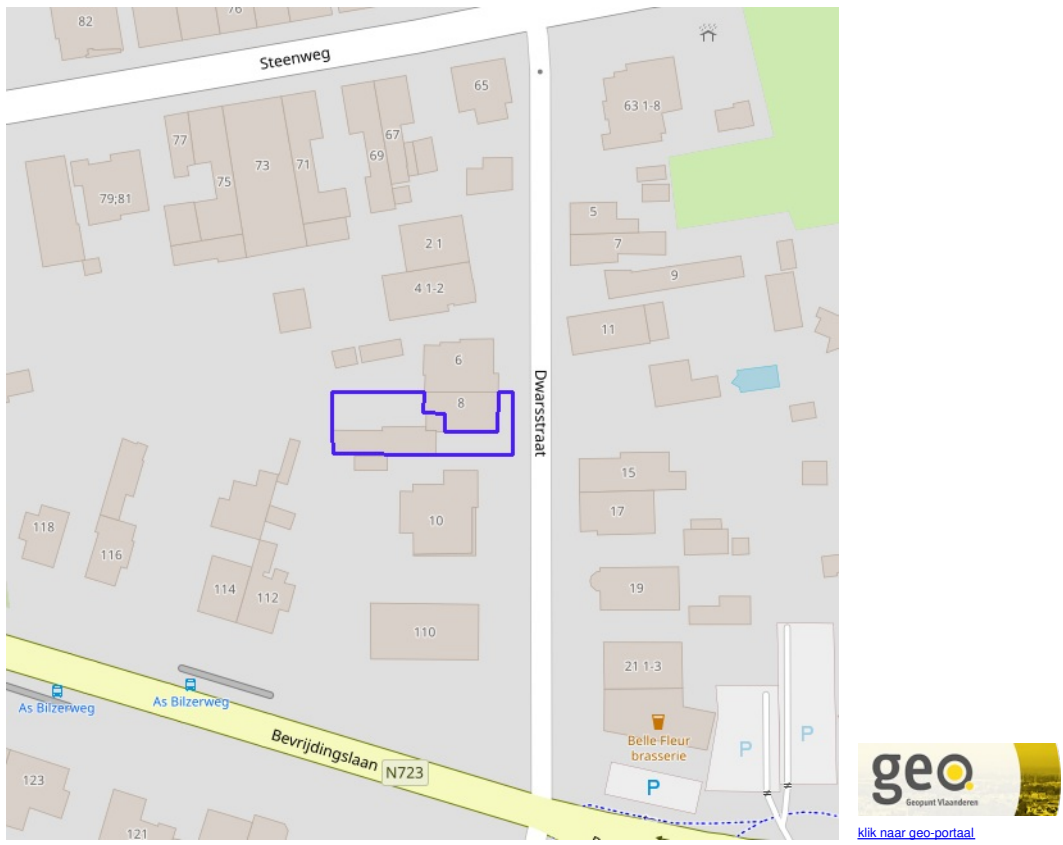 82
76
Steenweg
65
63 1-8
77
67
69
73
71
75
79;81
5
7
2 1
9
4 1-2
11
6
8
Dwarsstraat
15
17
10
118
116
114
112
19
110
21 1-3
As Bilzerweg
As Bilzerweg
Belle Fleur
brasserie
P
P
P
Bevrijdingslaan
N723
123
121
geo.
Geopunt Vlaanderen
klik naar geo-portaal